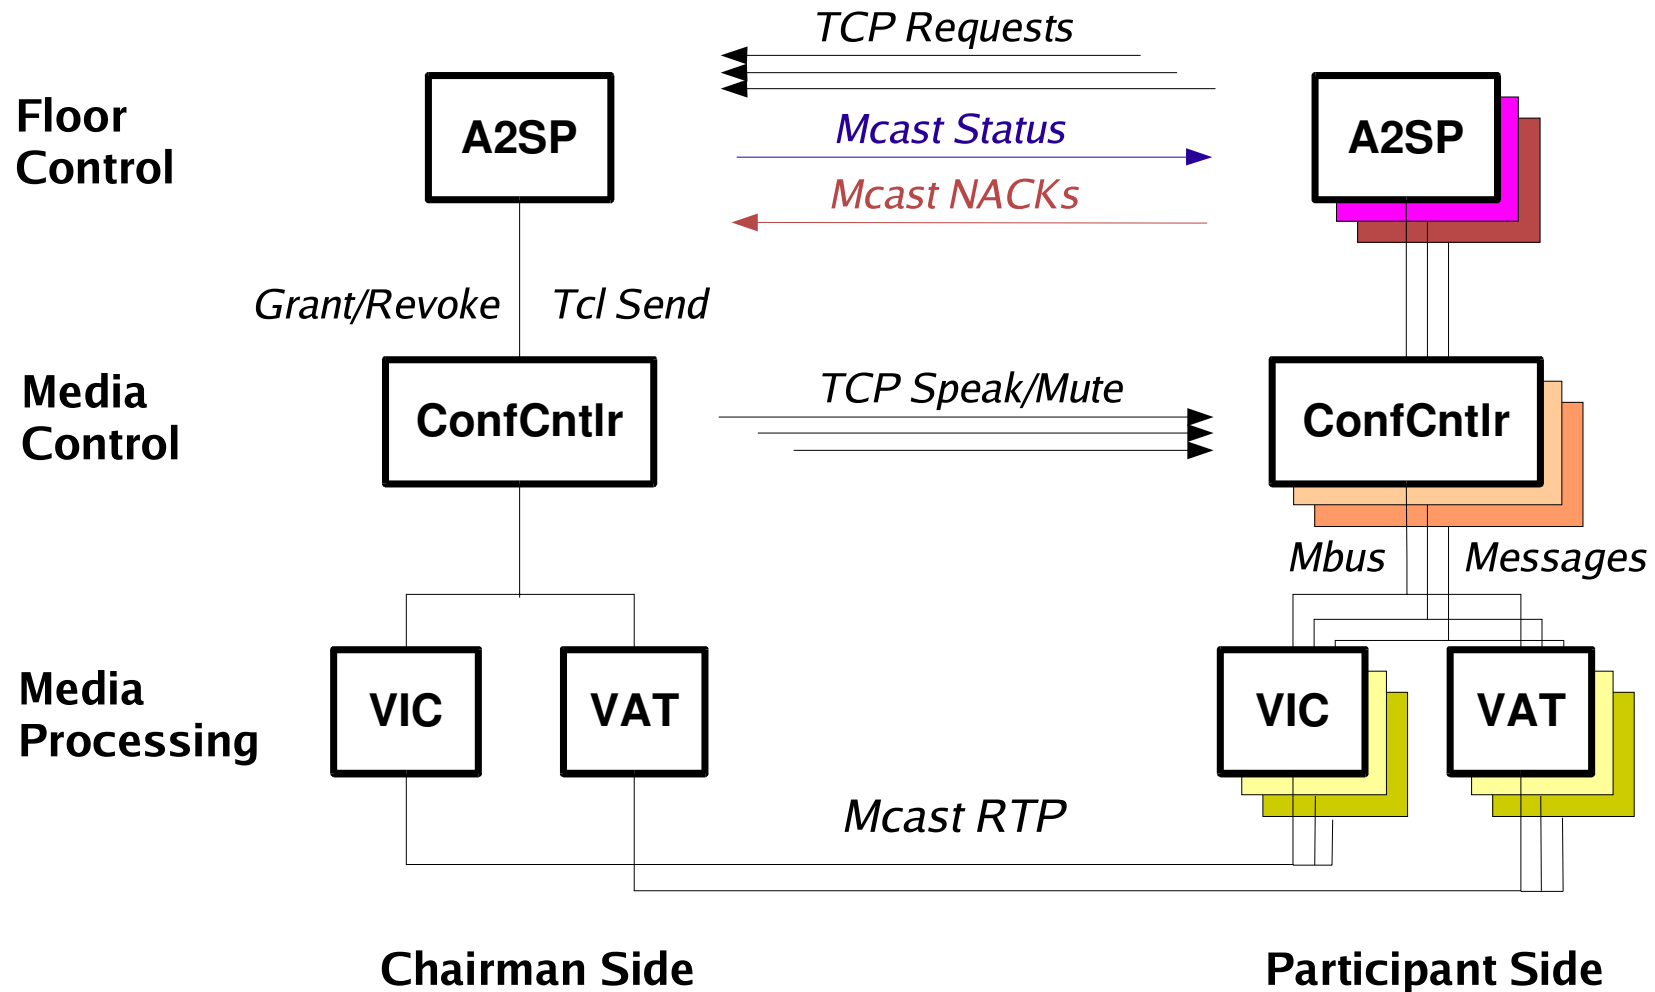 TCP Requests
Floor
Control
A2SP
Mcast Status
A2SP
Mcast NACKs
Grant/Revoke
Tcl Send
Media
Control
ConfCntlr
TCP Speak/Mute
ConfCntlr
Mbus
Messages
Media
Processing
VIC
VAT
VIC
VAT
Mcast RTP
Chairman Side
Participant Side